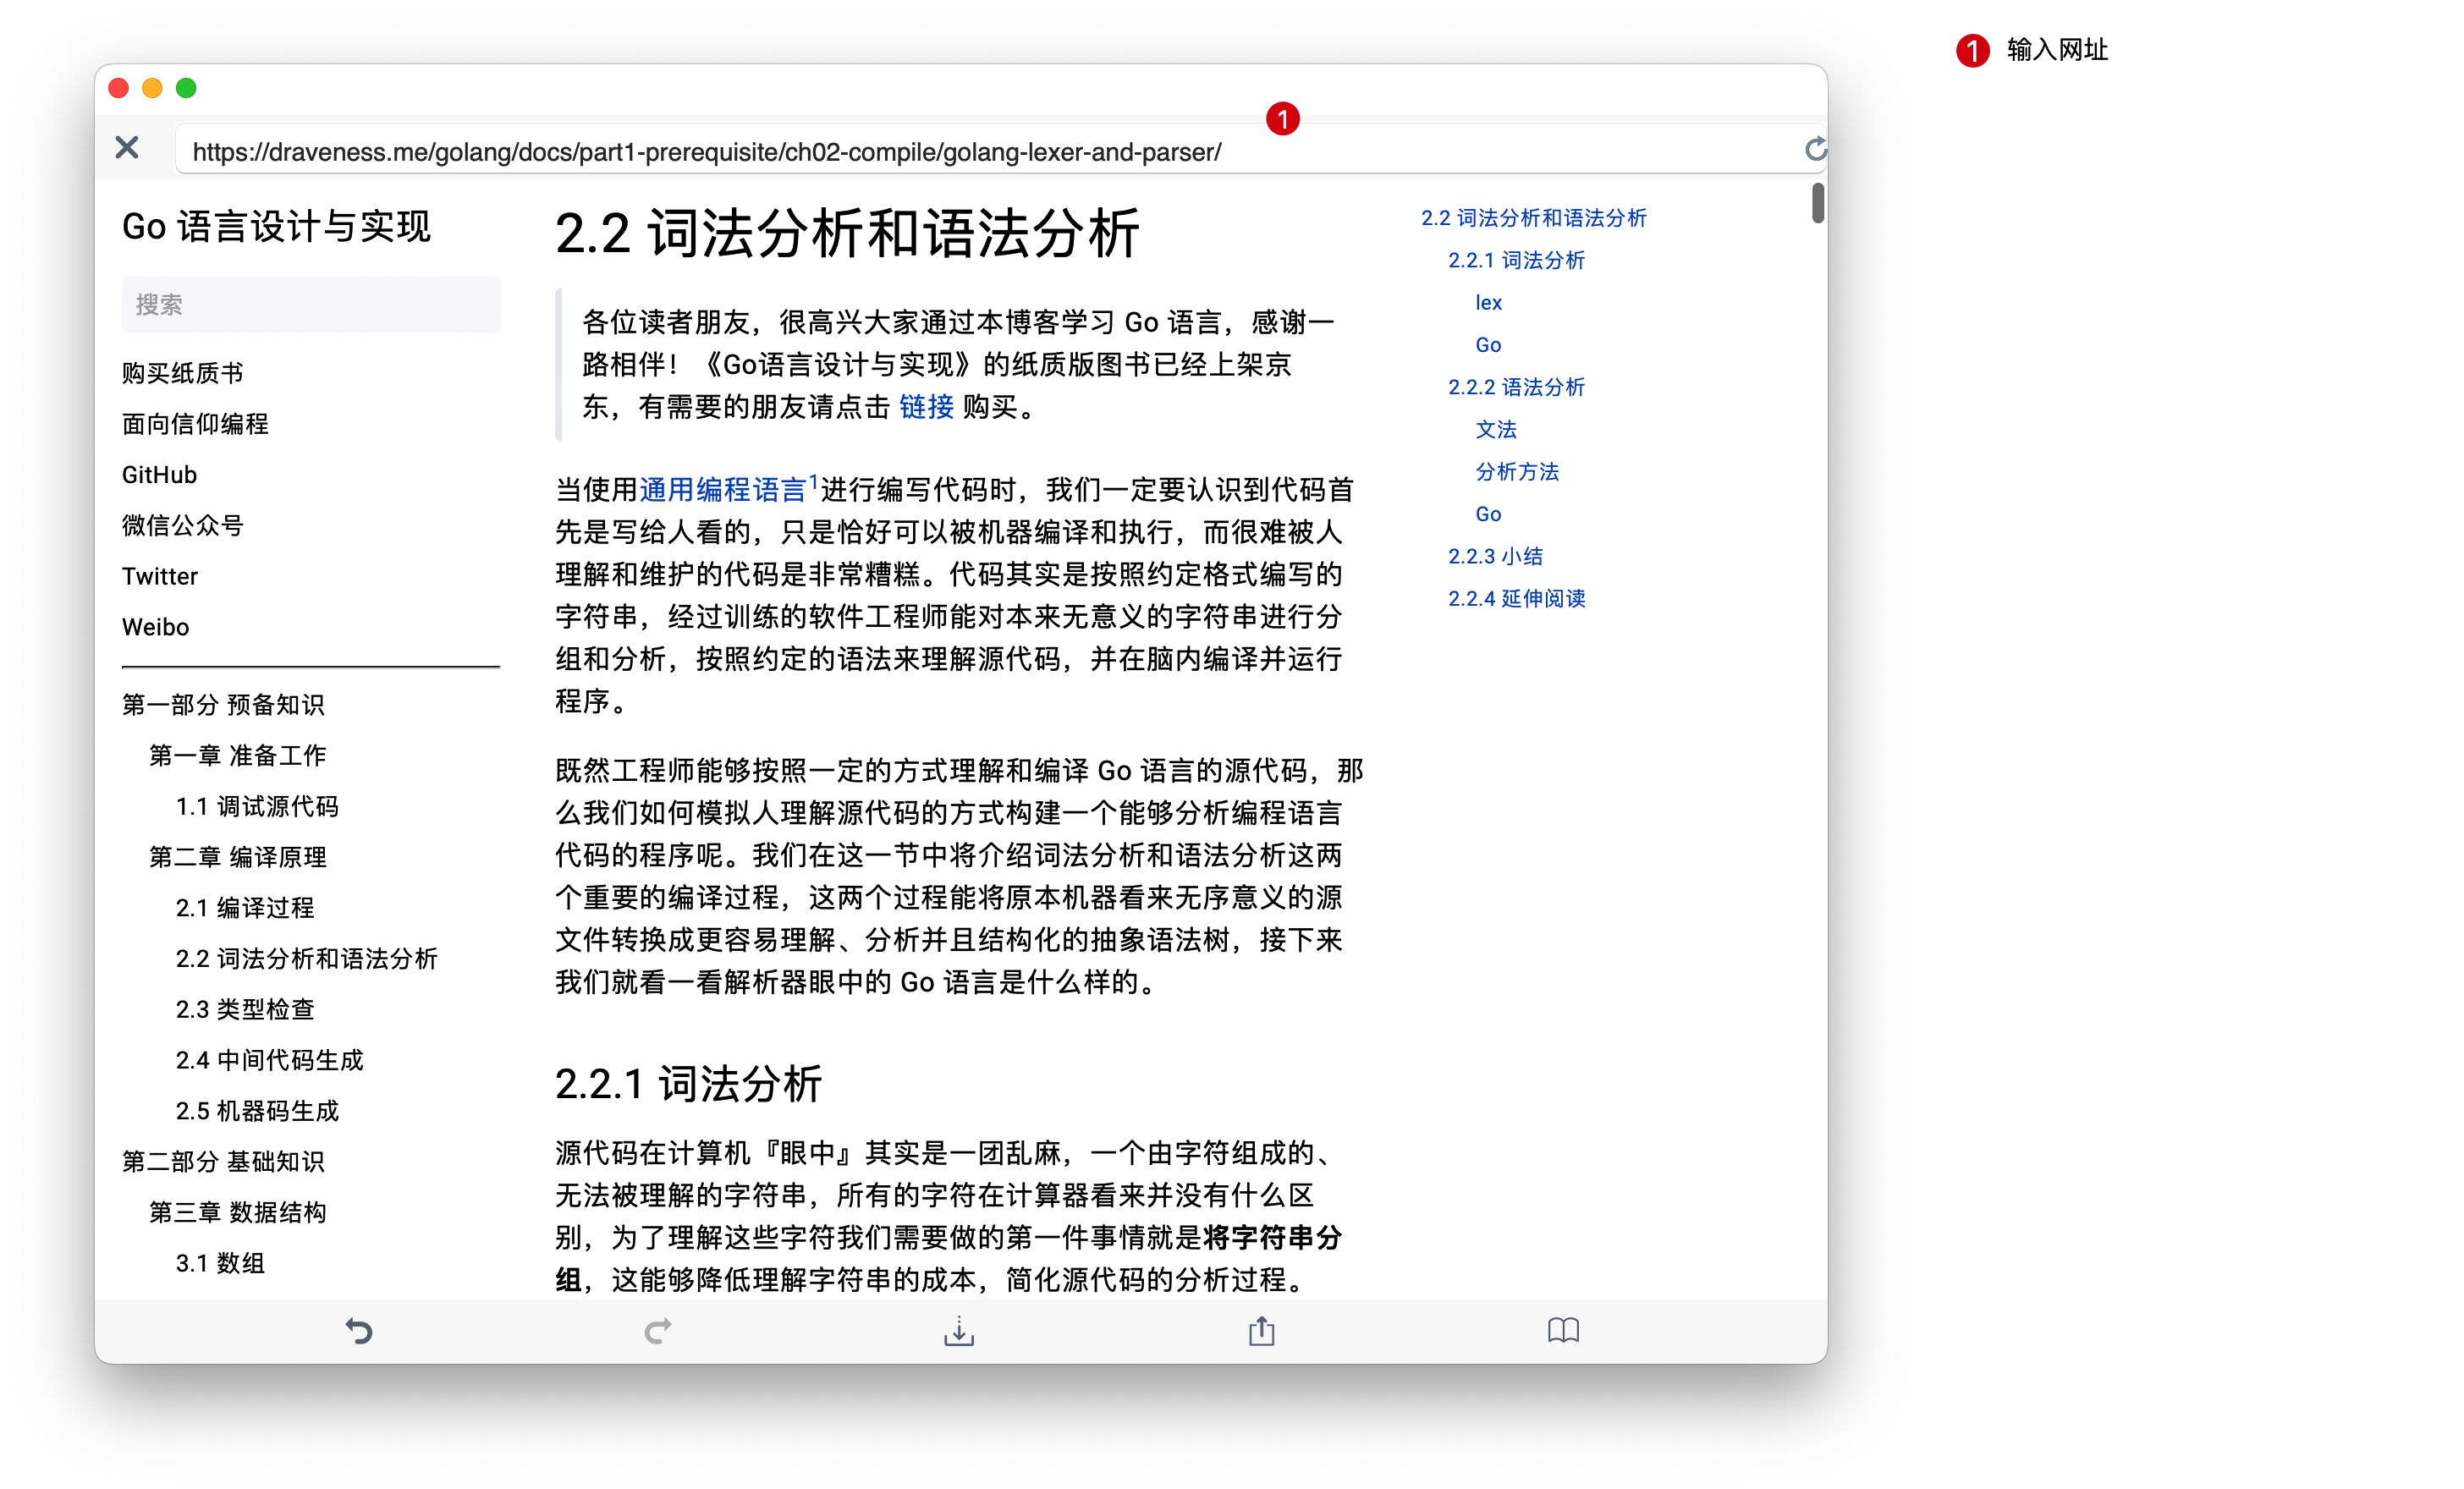 1 输入网址
1
https://draveness.me/golang/docs/part1-prerequisite/ch02-compile/golang-lexer-and-parser/
Go 语言设计与实现
搜索
购买纸质书
面向信仰编程
GitHub
微信公众号
Twitter
Weibo
第一部分 预备知识
第一章 准备工作
1.1 调试源代码
第二章 编译原理
2.1 编译过程
2.2 词法分析和语法分析
2.3 类型检查
2.4 中间代码生成
2.5 机器码生成
第二部分 基础知识
第三章 数据结构
3.1 数组
2.2 词法分析和语法分析
各位读者朋友，很高兴大家通过本博客学习 Go 语言，感谢一
路相伴！《Go语言设计与实现》的纸质版图书已经上架京
东，有需要的朋友请点击 链接 购买。
当使用通用编程语言1进行编写代码时，我们一定要认识到代码首
先是写给人看的，只是恰好可以被机器编译和执行，而很难被人
理解和维护的代码是非常糟糕。代码其实是按照约定格式编写的
字符串，经过训练的软件工程师能对本来无意义的字符串进行分
组和分析，按照约定的语法来理解源代码，并在脑内编译并运行
程序。
既然工程师能够按照一定的方式理解和编译 Go 语言的源代码，那
么我们如何模拟人理解源代码的方式构建一个能够分析编程语言
代码的程序呢。我们在这一节中将介绍词法分析和语法分析这两
个重要的编译过程，这两个过程能将原本机器看来无序意义的源
文件转换成更容易理解、分析并且结构化的抽象语法树，接下来
我们就看一看解析器眼中的 Go 语言是什么样的。
2.2.1 词法分析
源代码在计算机『眼中』其实是一团乱麻，一个由字符组成的、
无法被理解的字符串，所有的字符在计算器看来并没有什么区
别，为了理解这些字符我们需要做的第一件事情就是将字符串分
组，这能够降低理解字符串的成本，简化源代码的分析过程。
2.2 词法分析和语法分析
2.2.1 词法分析
lex
Go
2.2.2 语法分析
文法
分析方法
Go
2.2.3 小结
2.2.4 延伸阅读